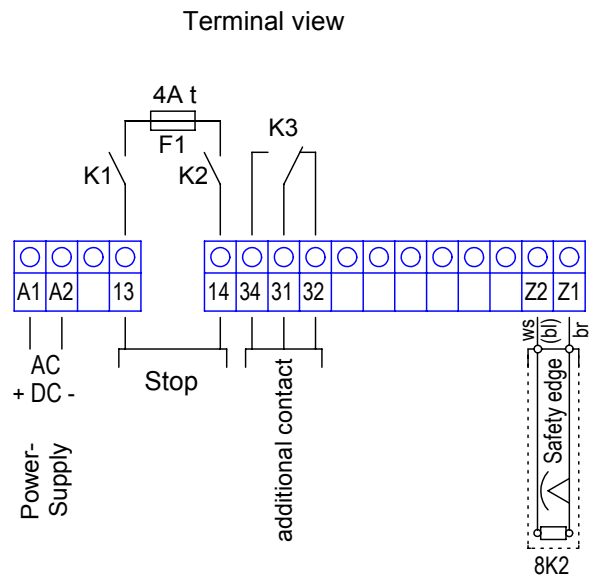 Terminal view
4A t
F1
K1
K2
K3
A1 A2 13 14 34 31 32 Z2 Z1
AC
+ DC -
Power-
Supply
Stop
additional contact
ws
(bl)
br
Safety edge
8K2